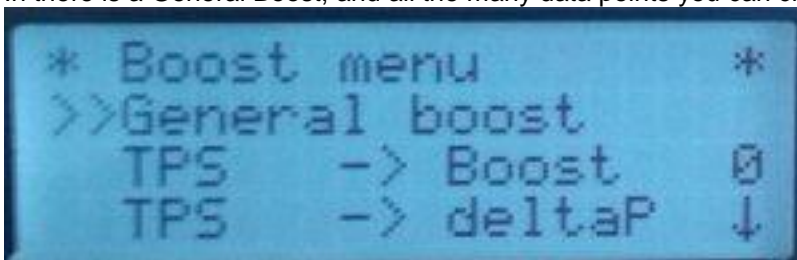 * Boost menu *
>>General boost
TPS -> Boost 0
TPS -> deltaP ↓